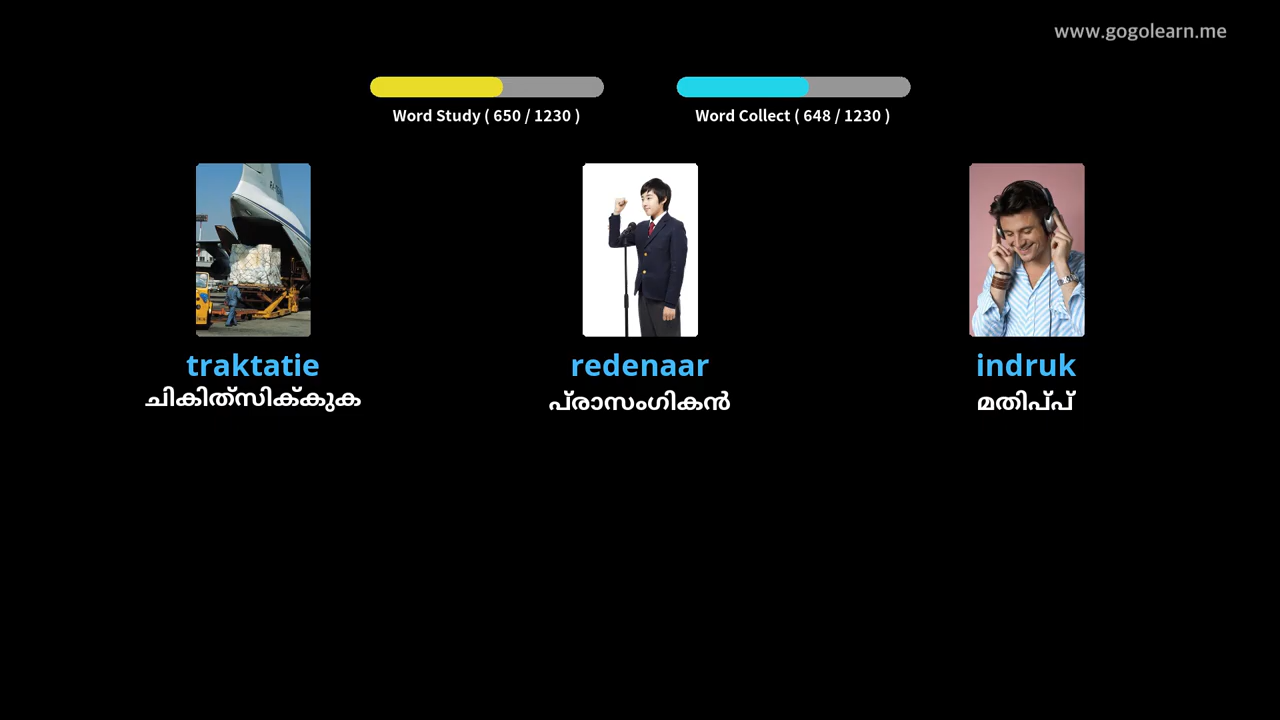 www.gogolearn.me
Word Study ( 650 / 1230 )
Word Collect ( 648 / 1230 )
traktatie
redenaar
indruk
ചികിത്സിക്കുക
പ്രാസംഗികൻ
മതിപ്പ്